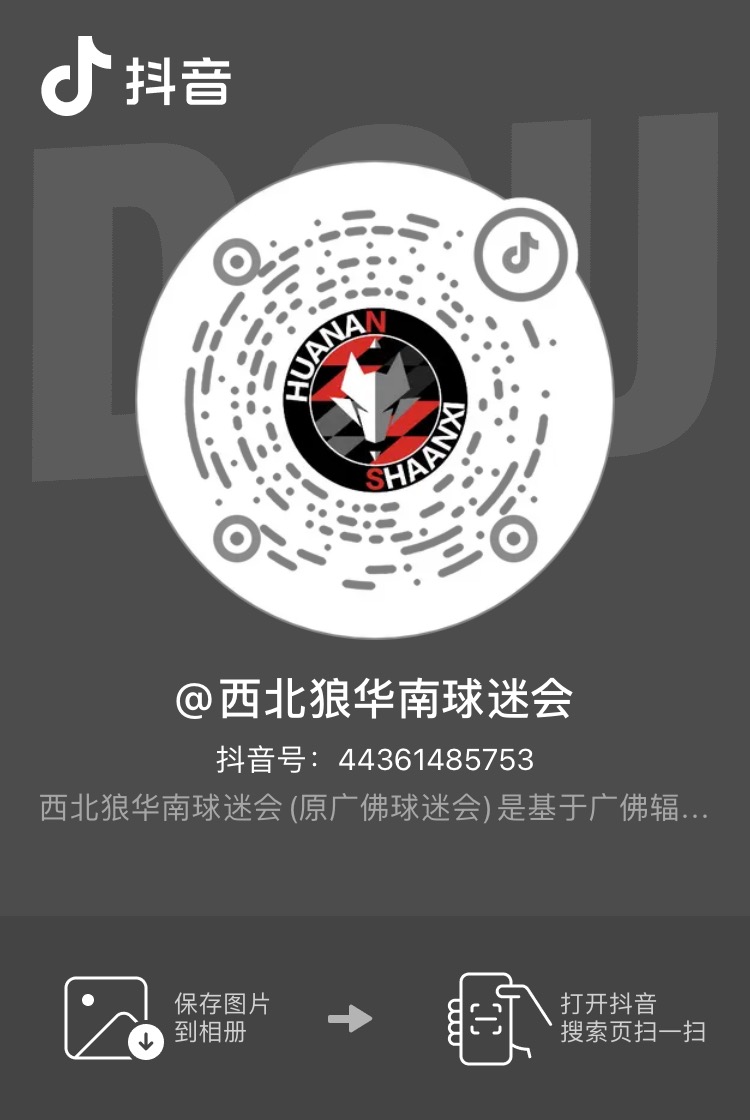 抖音
DOU
HUANAN
SHAANXI
@西北狼华南球迷会
抖音号：44361485753
西北狼华南球迷会(原广佛球迷会)是基于广佛辐...
保存图片
到相册
打开抖音
搜索页扫一扫